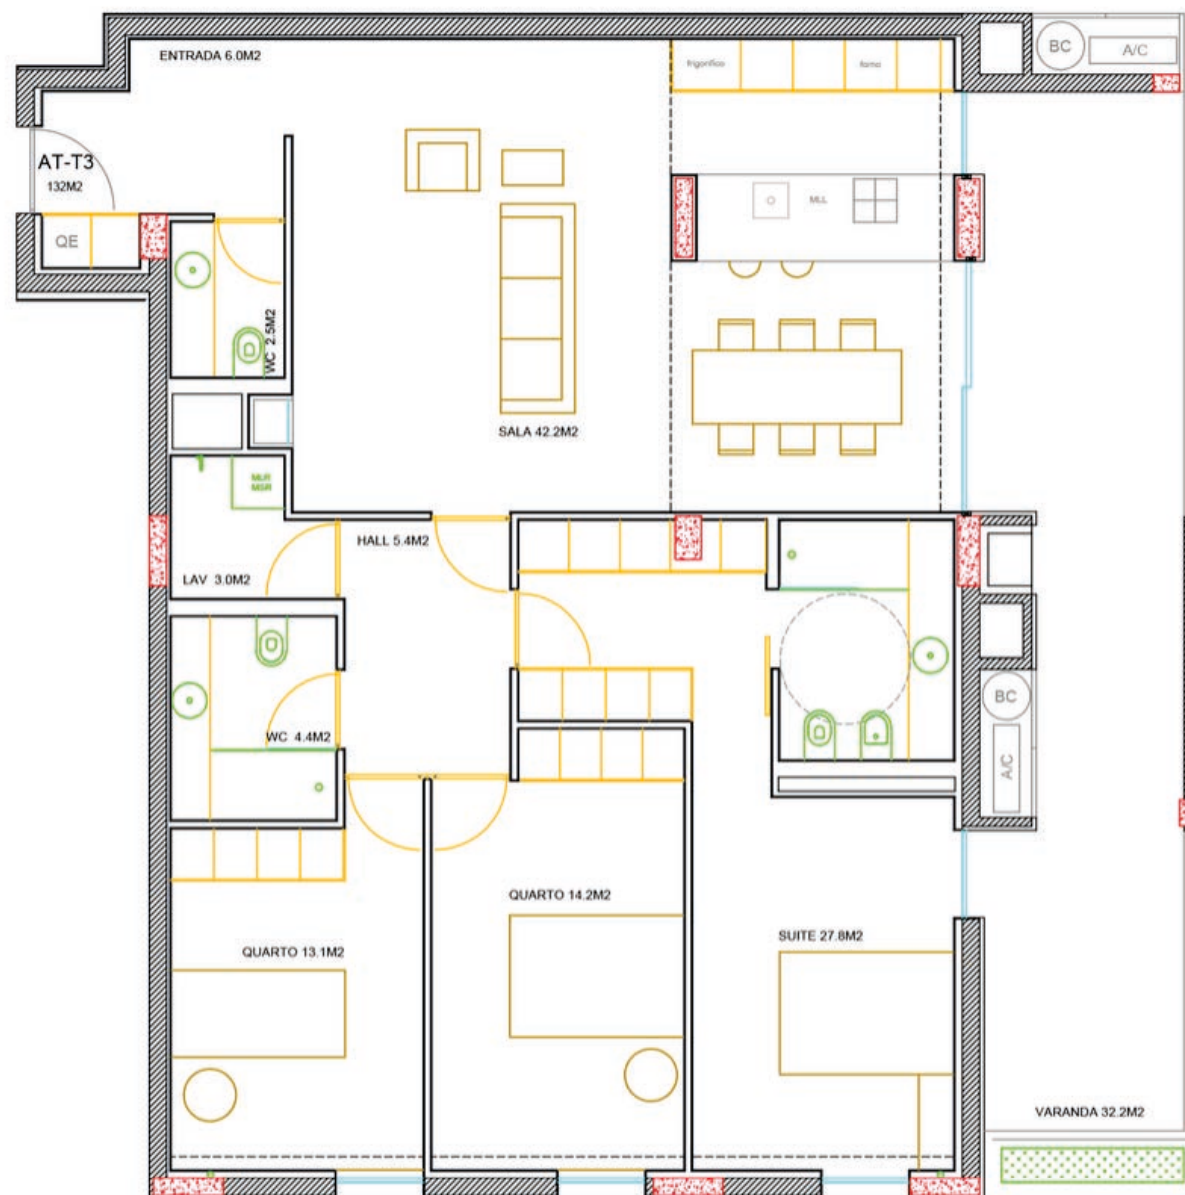 ENTRADA 6.0M2
frigorifico
forno
BC
A/C
AT-T3
132M2
QE
MLL
WC 2.5M2
SALA 42.2M2
MLR
MSR
HALL 5.4M2
LAV 3.0M2
WC 4.4M2
BC
A/C
QUARTO 14.2M2
QUARTO 13.1M2
SUITE 27.8M2
VARANDA 32.2M2